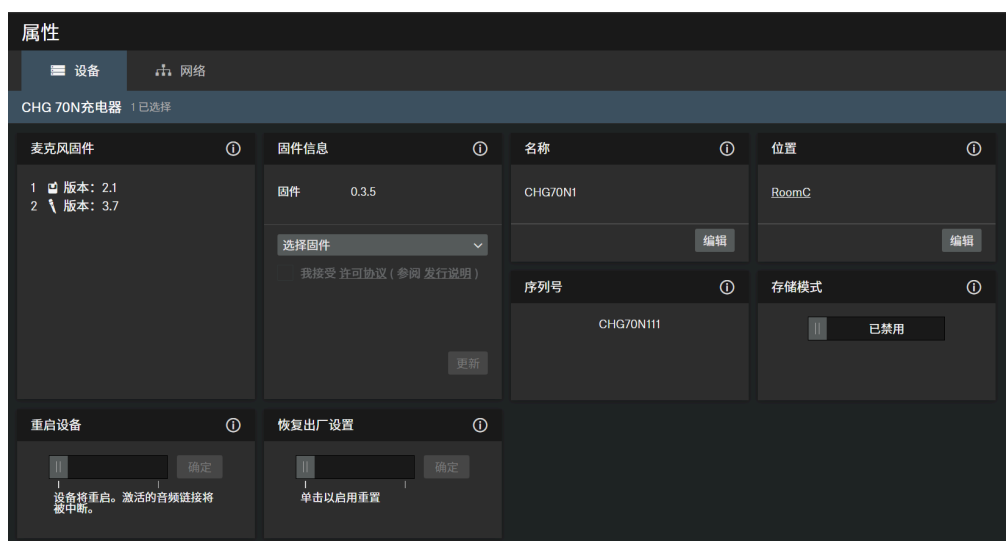 属性
设备
网络
CHG 70N充电器 1 已选择
麦克风固件
1 版本：2.1
2 版本：3.7
固件信息
固件 0.3.5
选择固件
我接受 许可协议 ( 参阅 发行说明 )
更新
名称
CHG70N1
编辑
位置
RoomC
编辑
序列号
CHG70N111
存储模式
已禁用
重启设备
确定
设备将重启。激活的音频链接将
被中断。
恢复出厂设置
确定
单击以启用重置